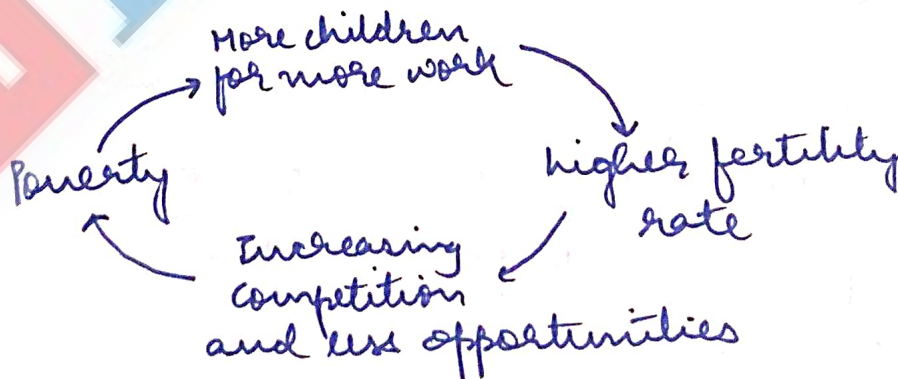 More children
for more work
Poverty
higher fertility
rate
Increasing
competition
and less opportunities